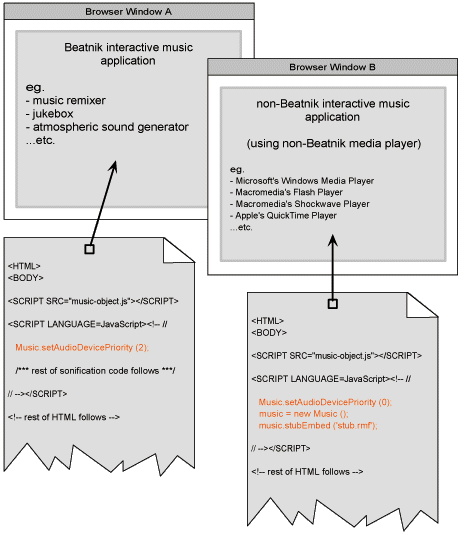 Browser Window A
Beatnik interactive music
application
eg.
- music remixer
- jukebox
- atmospheric sound generator
...etc.
Browser Window B
non-Beatnik interactive music
application
(using non-Beatnik media player)
eg.
- Microsoft's Windows Media Player
- Macromedia's Flash Player
- Macromedia's Shockwave Player
- Apple's QuickTime Player
...etc.
<HTML>
<BODY>
<SCRIPT SRC="music-object.js"></SCRIPT>
<SCRIPT LANGUAGE=JavaScript><!-- //
Music.setAudioDevicePriority (2);
/*** rest of sonification code follows ***/
// --></SCRIPT>
<!-- rest of HTML follows -->
<HTML>
<BODY>
<SCRIPT SRC="music-object.js"></SCRIPT>
<SCRIPT LANGUAGE=JavaScript><!-- //
Music.setAudioDevicePriority (0);
music = new Music ();
music.stubEmbed ('stub.rmf');
// --></SCRIPT>
<!-- rest of HTML follows -->